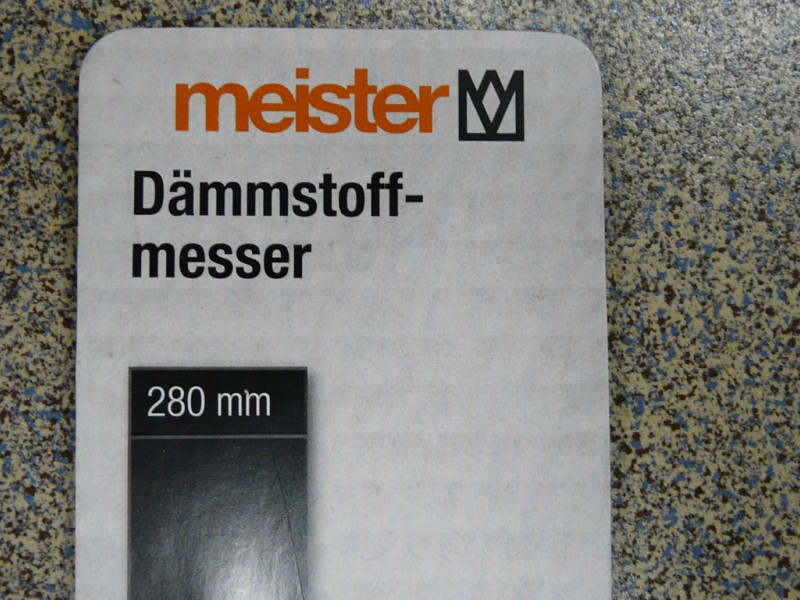 meister
Dämmstoff-
messer
280 mm